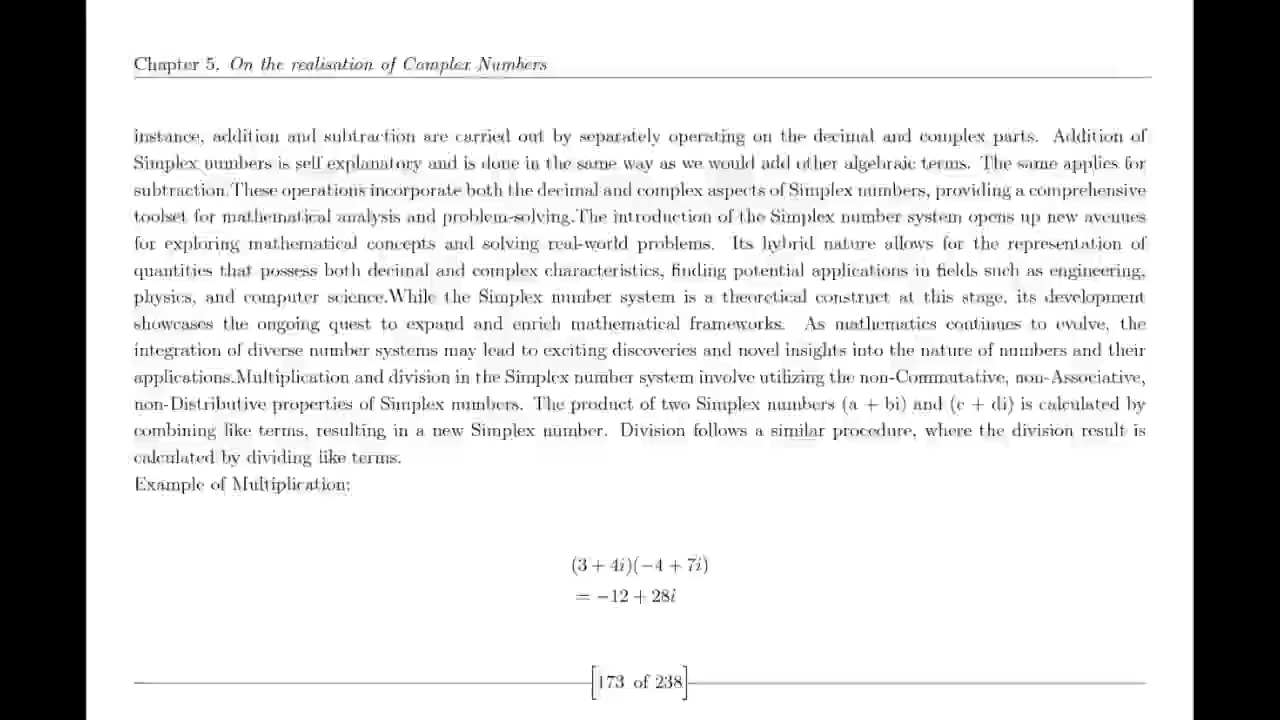 Chapter 5. On the realisation of Complex Numbers
instance, addition and subtraction are carried out by separately operating on the decimal and complex parts. Addition of
Simplex numbers is self explanatory and is done in the same way as we would add other algebraic terms. The same applies for
subtraction.These operations incorporate both the decimal and complex aspects of Simplex numbers, providing a comprehensive
toolset for mathematical analysis and problem-solving.The introduction of the Simplex number system opens up new avenues
for exploring mathematical concepts and solving real-world problems. Its hybrid nature allows for the representation of
quantities that possess both decimal and complex characteristics, finding potential applications in fields such as engineering,
physics, and computer science.While the Simplex number system is a theoretical construct at this stage, its development
showcases the ongoing quest to expand and enrich mathematical frameworks. As mathematics continues to evolve, the
integration of diverse number systems may lead to exciting discoveries and novel insights into the nature of numbers and their
applications.Multiplication and division in the Simplex number system involve utilizing the non-Commutative, non-Associative,
non-Distributive properties of Simplex numbers. The product of two Simplex numbers (a + bi) and (c + di) is calculated by
combining like terms, resulting in a new Simplex number. Division follows a similar procedure, where the division result is
calculated by dividing like terms.
Example of Multiplication:
(3 + 4i)(−4 + 7i)
= −12 + 28i
[173 of 238]